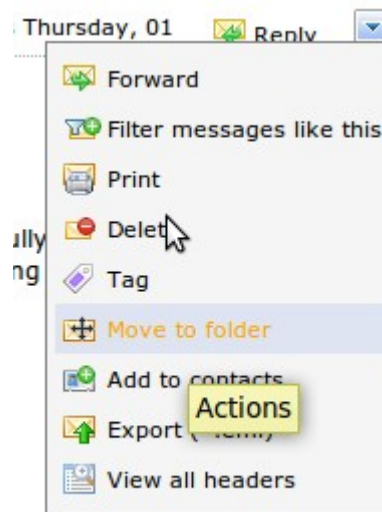 Thursday, 01 Reply
Forward
Filter messages like this
Print
ully
Delet
ng
Tag
Move to folder
Add to contacts
Actions
Export
View all headers